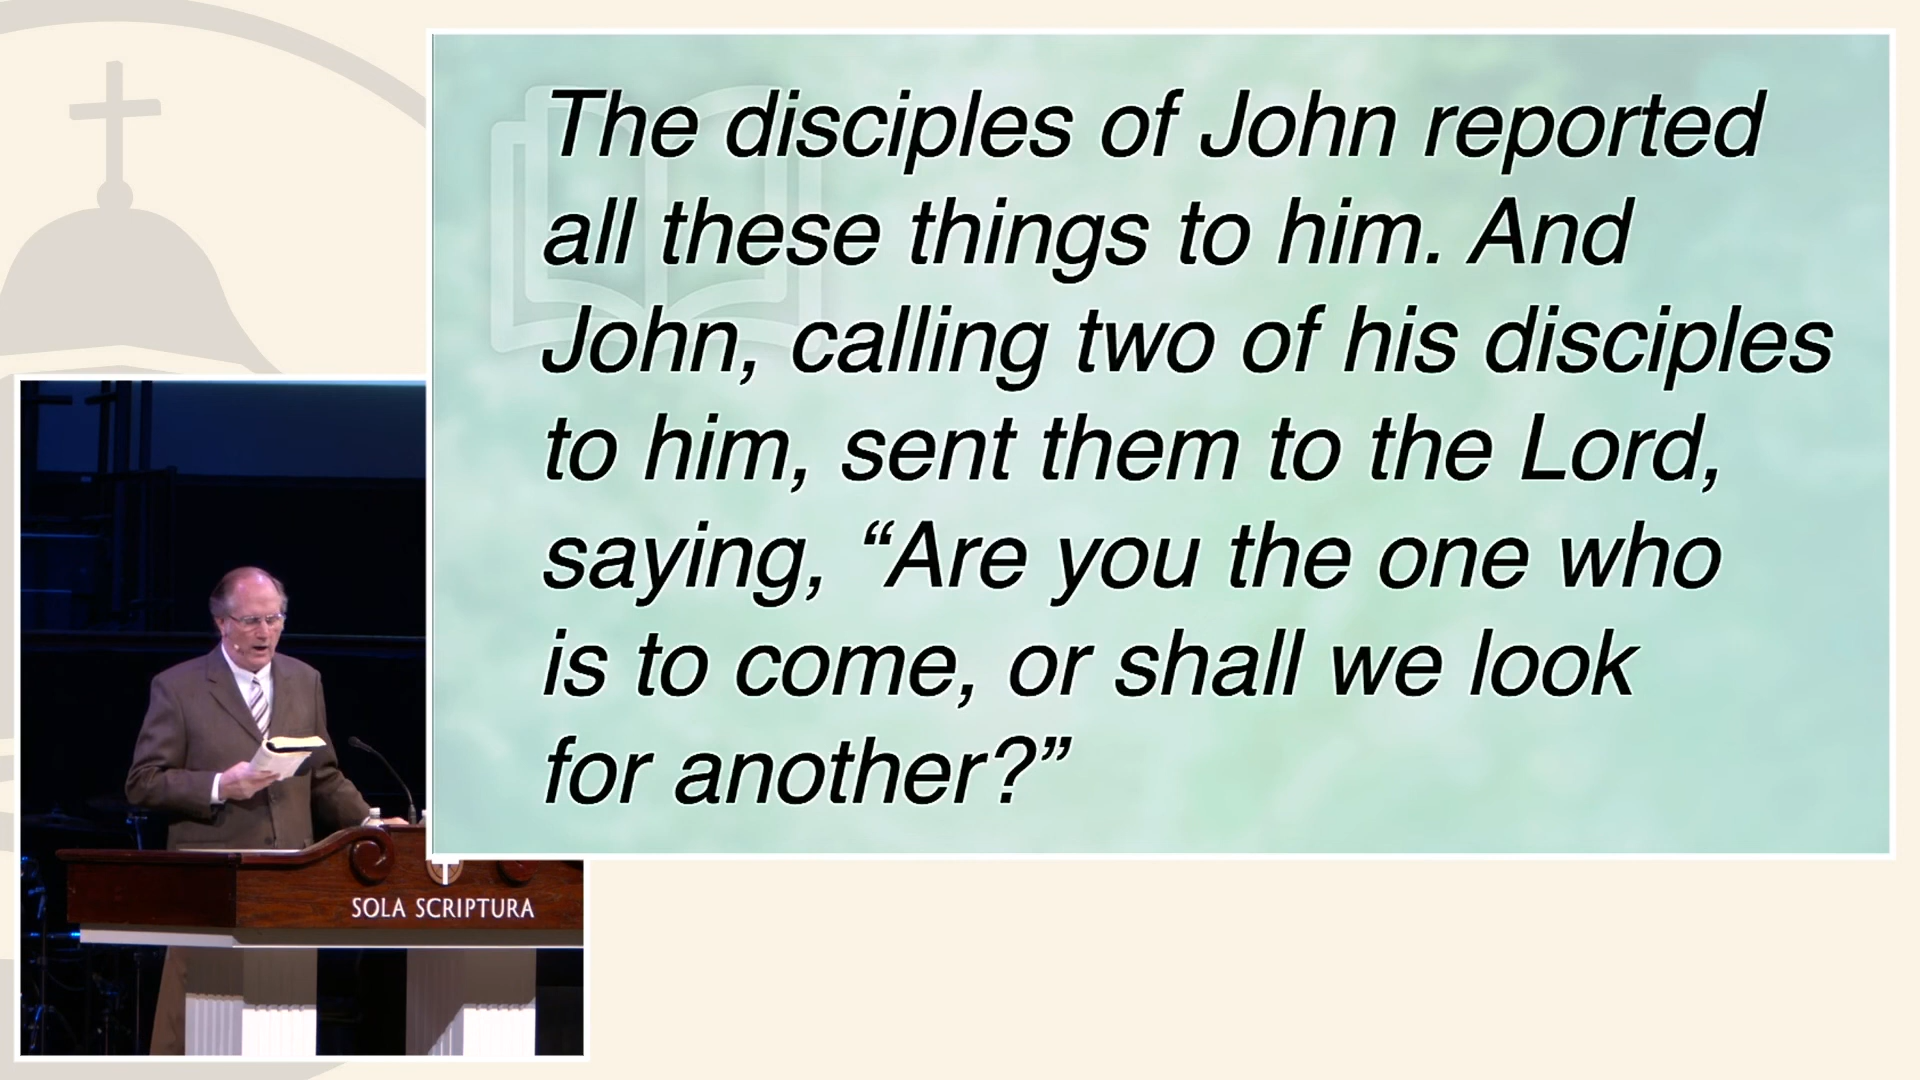 The disciples of John reported
all these things to him. And
John, calling two of his disciples
to him, sent them to the Lord,
saying, “Are you the one who
is to come, or shall we look
for another?”
SOLA SCRIPTURA